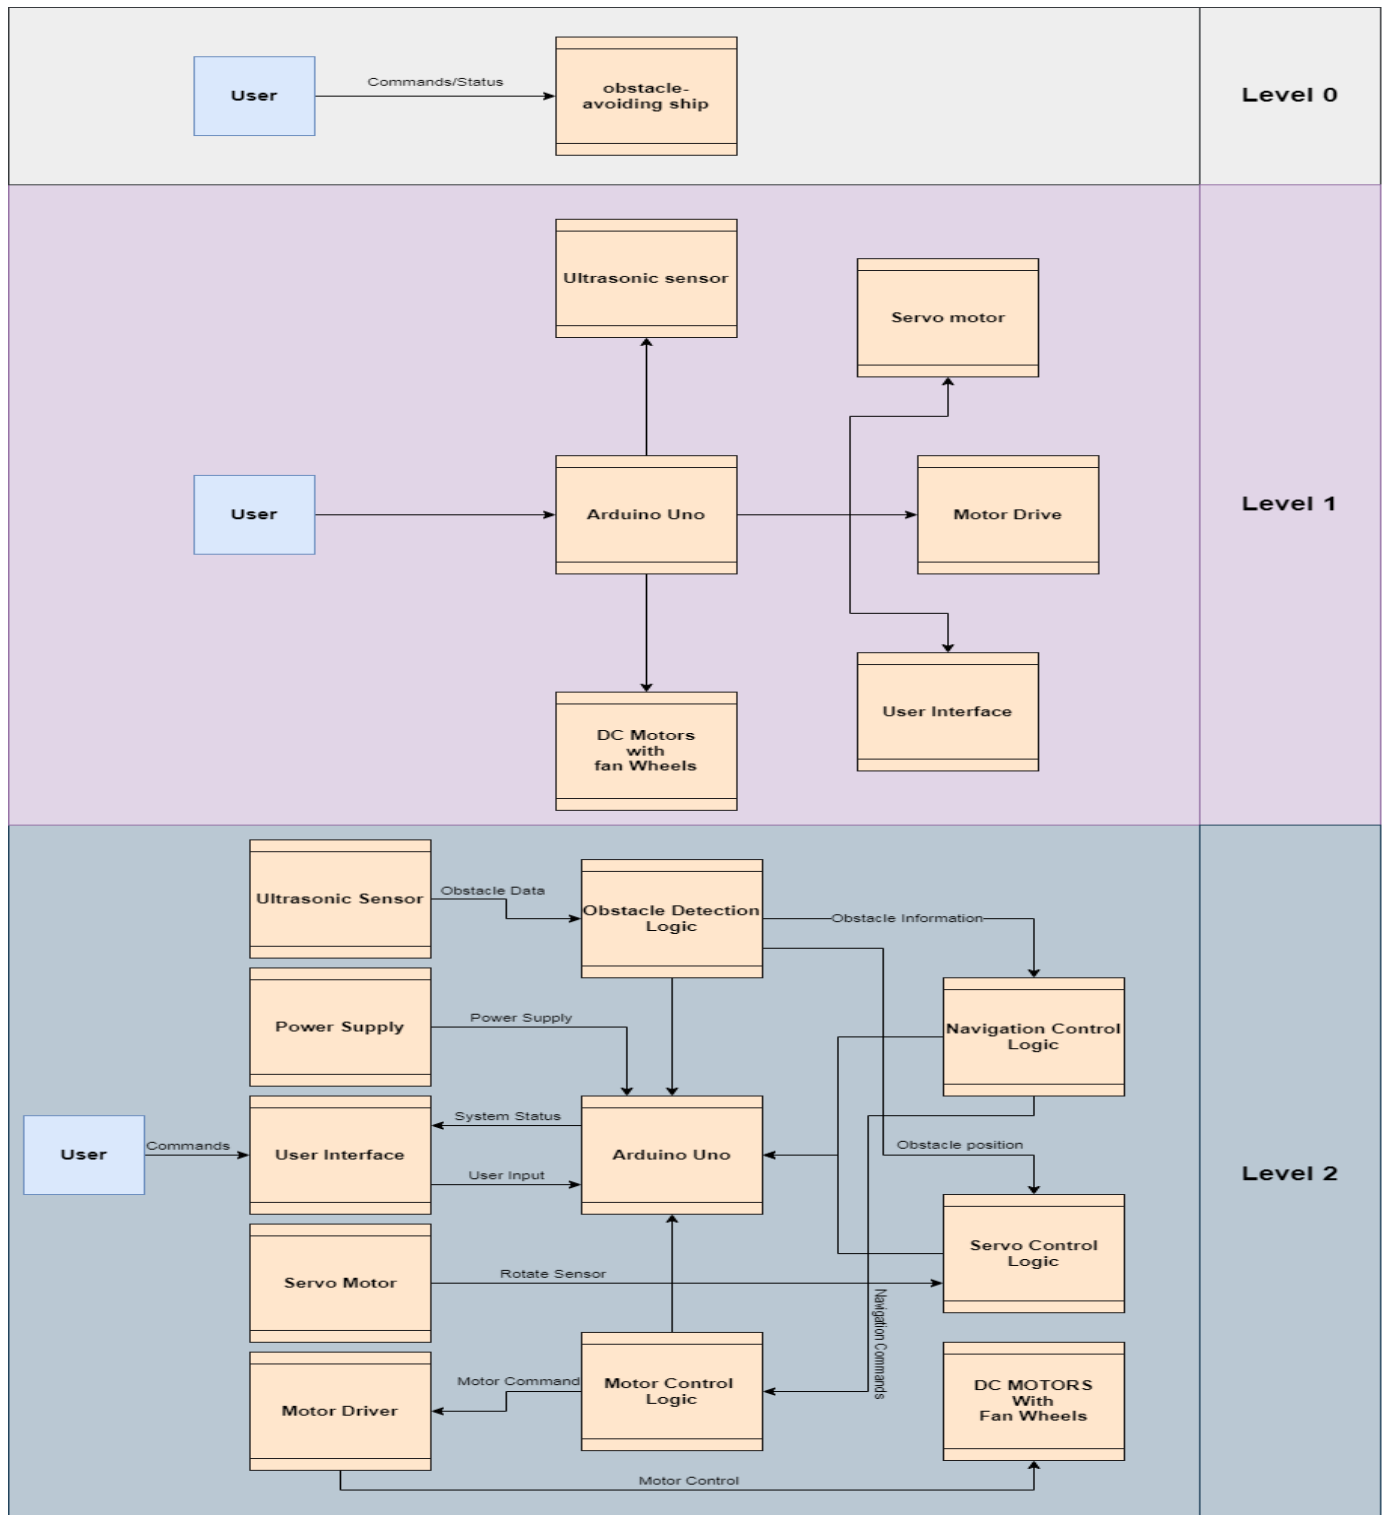 Commands/Status
User
obstacle-
avoiding ship
Level 0
Ultrasonic sensor
Servo motor
User
Arduino Uno
Motor Drive
Level 1
User Interface
DC Motors
with
fan Wheels
Ultrasonic Sensor
Obstacle Data
Obstacle Detection
Logic
Obstacle Information
Power Supply
Power Supply
Navigation Control
Logic
User
Commands
User Interface
System Status
User Input
Arduino Uno
Obstacle position
Level 2
Servo Motor
Rotate Sensor
Servo Control
Logic
Navigation Commands
Motor Driver
Motor Command
Motor Control
Logic
DC MOTORS
With
Fan Wheels
Motor Control